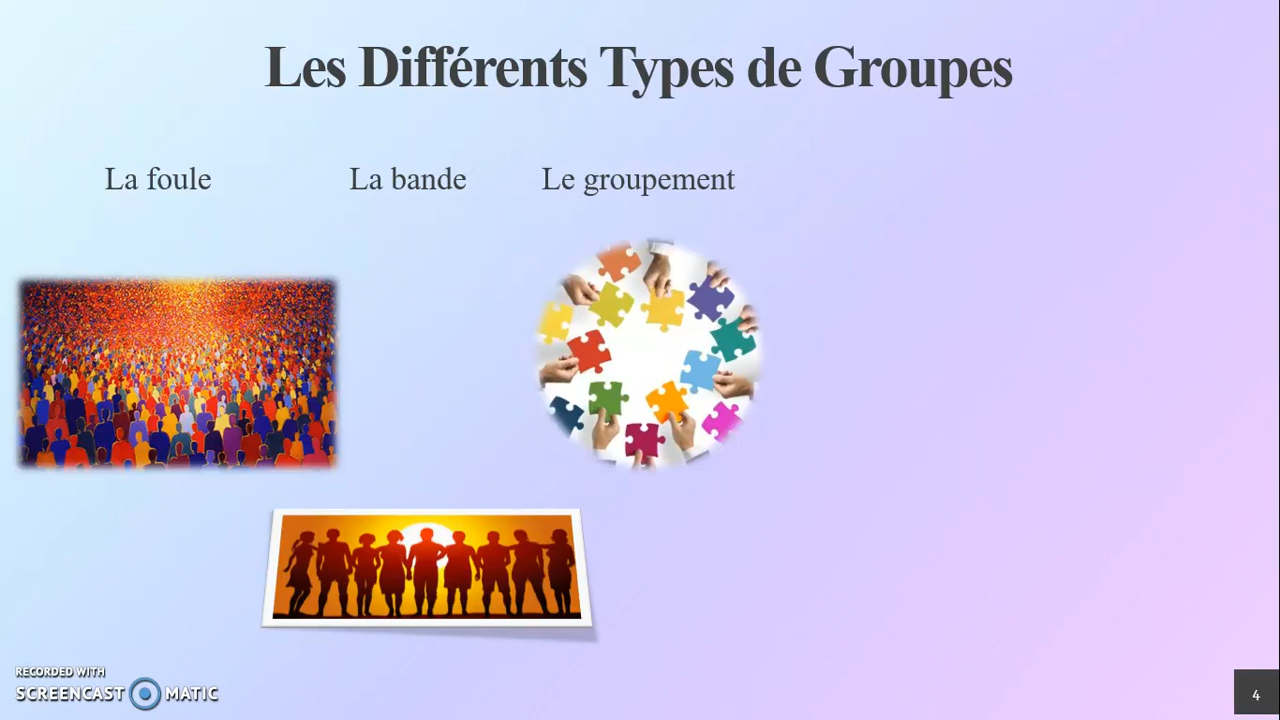 Les Différents Types de Groupes
La foule
La bande
Le groupement
RECORDED WITH
SCREENCAST MATIC
4